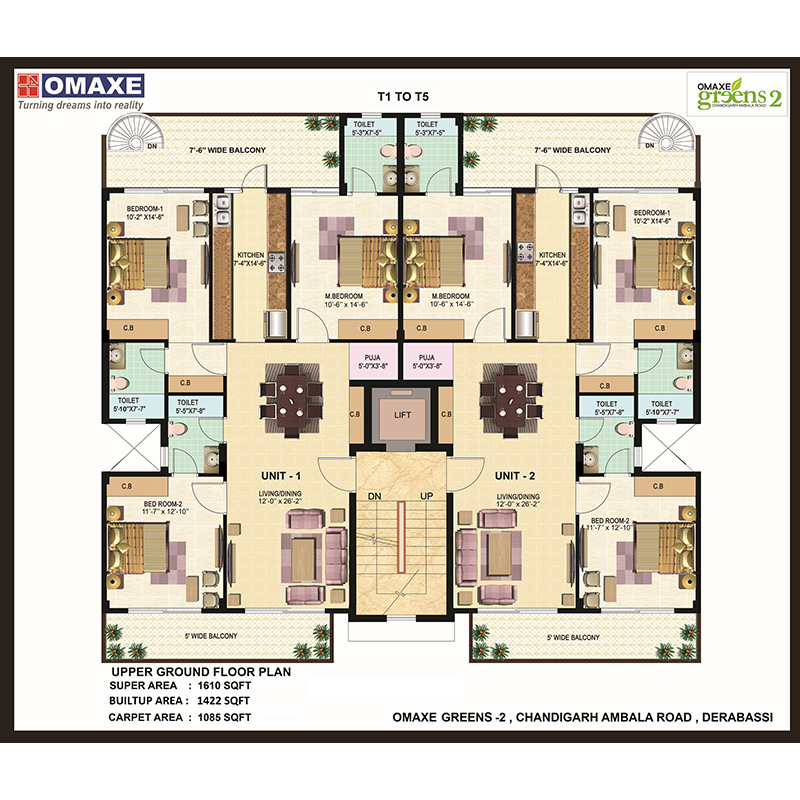 OMAXE
Turning dreams into reality
T1 TO T5
OMAXE
greens 2
CHANDIGARH AMBALA ROAD
DN
7'-6" WIDE BALCONY
TOILET
5'-3"X7'-5"
TOILET
5'-3"X7'-5"
7'-6" WIDE BALCONY
DN
BEDROOM-1
10'-2" X14'-6"
KITCHEN
7'-4"X14'-6"
M.BEDROOM
10'-6" x 14'-6"
M.BEDROOM
10'-6" x 14'-6"
KITCHEN
7'-4"X14'-6"
BEDROOM-1
10'-2" X14'-6"
C.B
C.B
C.B
C.B
PUJA
5'-0"X3'-8"
PUJA
5'-0"X3'-8"
C.B
C.B
TOILET
5'-10"X7'-7"
TOILET
5'-5"X7'-8"
C.B
LIFT
C.B
TOILET
5'-5"X7'-8"
TOILET
5'-10"X7'-7"
UNIT - 1
UNIT - 2
C.B
LIVING/DINING
12'-0" x 26'-2"
DN
UP
LIVING/DINING
12'-0" x 26'-2"
C.B
BED ROOM-2
11'-7" x 12'-10"
BED ROOM-2
11'-7" x 12'-10"
5' WIDE BALCONY
5' WIDE BALCONY
UPPER GROUND FLOOR PLAN
SUPER AREA : 1610 SQFT
BUILTUP AREA : 1422 SQFT
CARPET AREA : 1085 SQFT
OMAXE GREENS -2 , CHANDIGARH AMBALA ROAD , DERABASSI